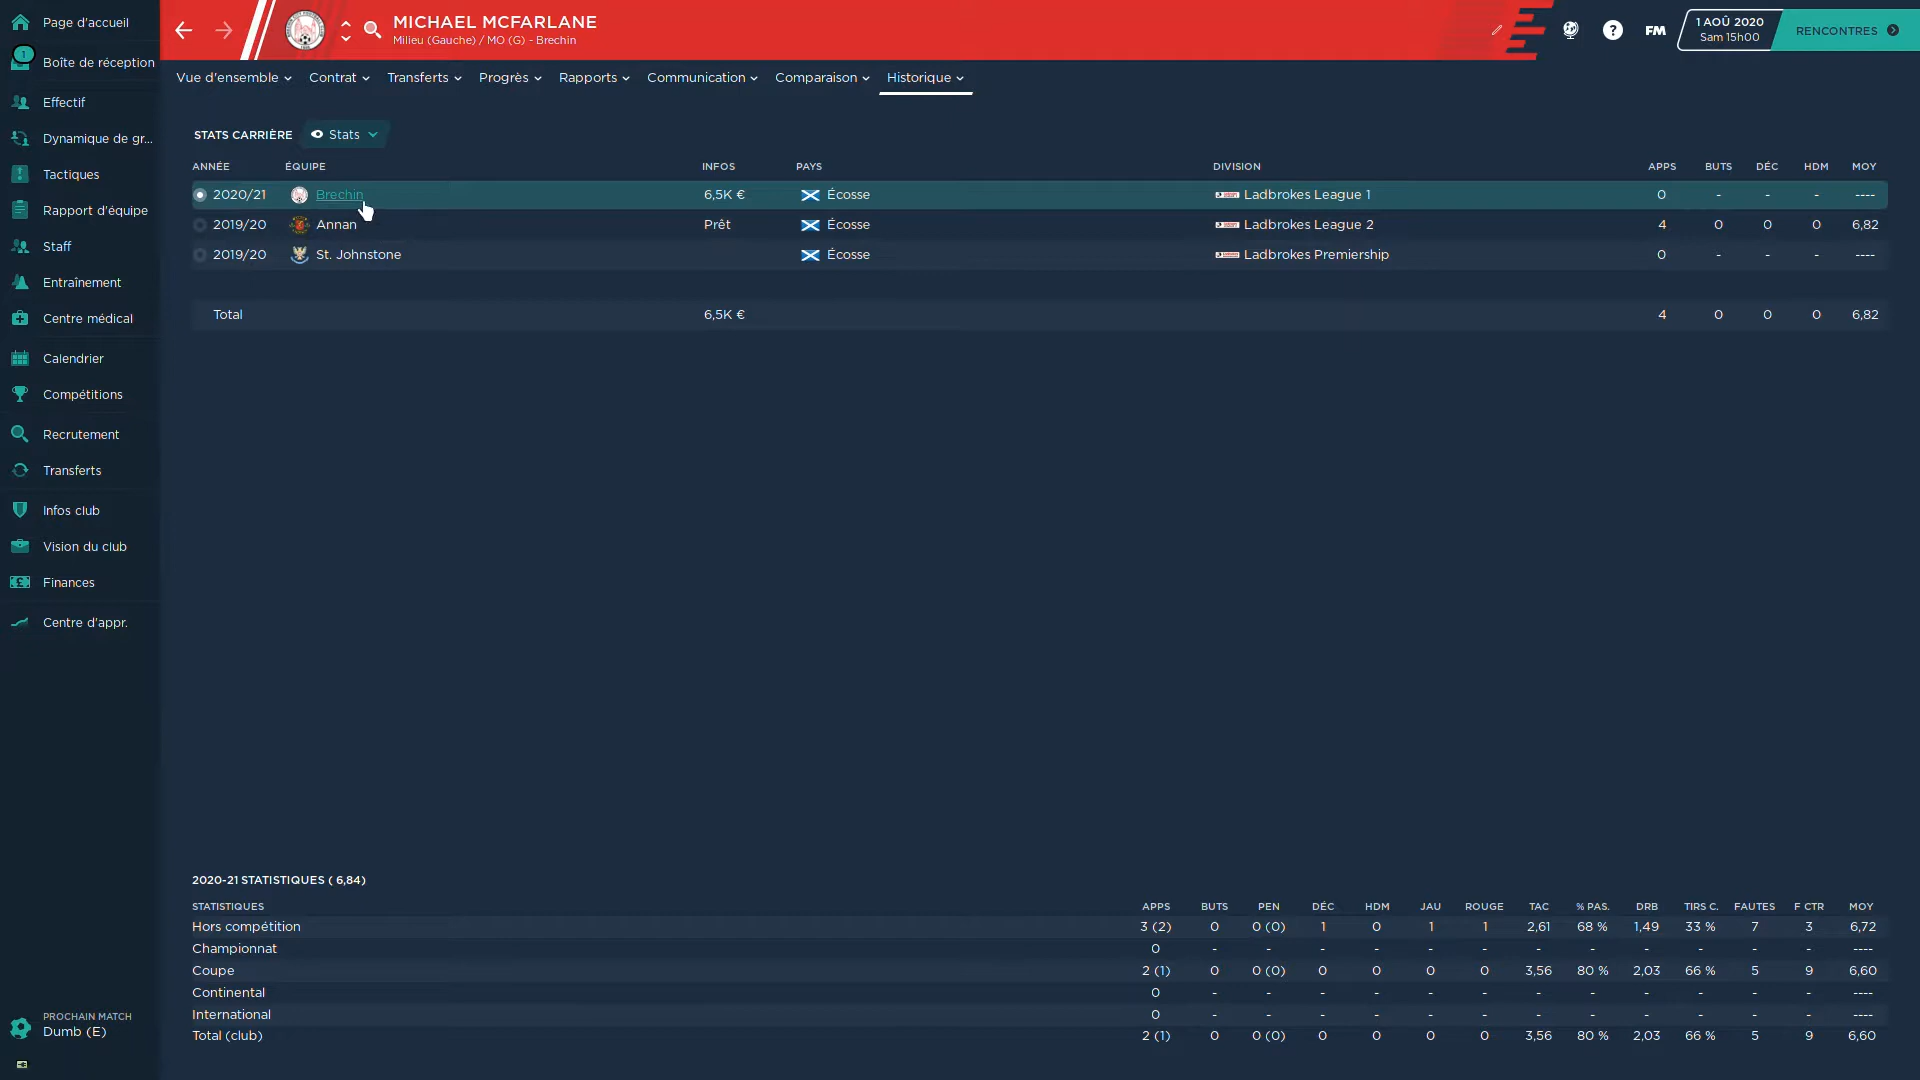 Page d'accueil
1
Boîte de réception
Effectif
Dynamique de gr...
Tactiques
Rapport d'équipe
Staff
Entraînement
Centre médical
Calendrier
Compétitions
Recrutement
Transferts
Infos club
Vision du club
Finances
Centre d'appr.
PROCHAIN MATCH
Dumb (E)
MICHAEL MCFARLANE
Milieu (Gauche) / MO (G) - Brechin
? FM
1 AOÛ 2020
Sam 15h00
RENCONTRES
Vue d'ensemble Contrat Transferts Progrès Rapports Communication Comparaison Historique
STATS CARRIÈRE Stats
ANNÉE ÉQUIPE INFOS PAYS DIVISION APPS BUTS DÉC HDM MOY
2020/21 Brechin 6,5K € Écosse Ladbrokes League 1 0 - - - ----
2019/20 Annan Prêt Écosse Ladbrokes League 2 4 0 0 0 6,82
2019/20 St. Johnstone Écosse Ladbrokes Premiership 0 - - - ----
Total 6,5K € 4 0 0 0 6,82
2020-21 STATISTIQUES ( 6,84)
STATISTIQUES APPS BUTS PEN DÉC HDM JAU ROUGE TAC % PAS. DRB TIRS C. FAUTES F CTR MOY
Hors compétition 3 (2) 0 0 (0) 1 0 1 1 2,61 68 % 1,49 33 % 7 3 6,72
Championnat 0 - - - - - - - - - - - - ----
Coupe 2 (1) 0 0 (0) 0 0 0 0 3,56 80 % 2,03 66 % 5 9 6,60
Continental 0 - - - - - - - - - - - - ----
International 0 - - - - - - - - - - - - ----
Total (club) 2 (1) 0 0 (0) 0 0 0 0 3,56 80 % 2,03 66 % 5 9 6,60